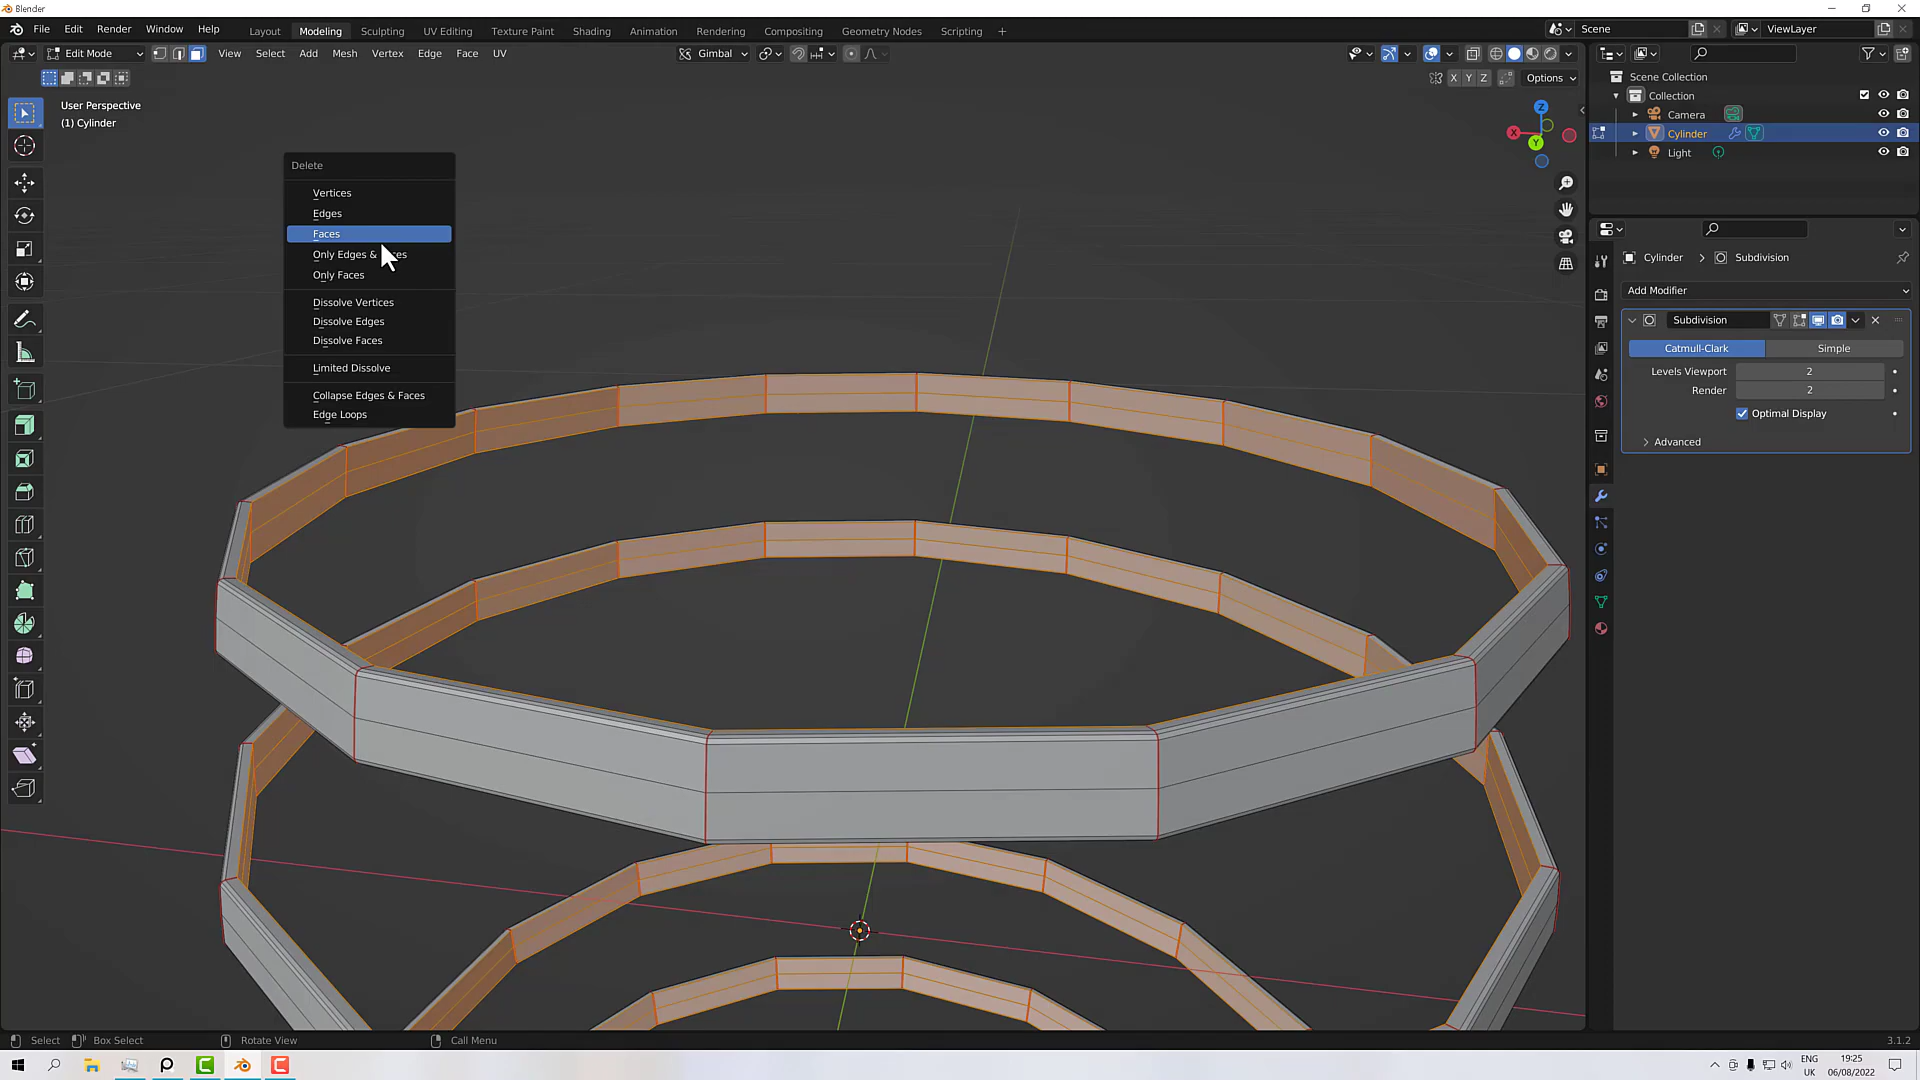 Blender
File Edit Render Window Help
Layout Modeling Sculpting UV Editing Texture Paint Shading Animation Rendering Compositing Geometry Nodes Scripting +
Scene
ViewLayer
Edit Mode
View Select Add Mesh Vertex Edge Face UV
Gimbal
X Y Z
Options
User Perspective
(1) Cylinder
Z
X
Y
Delete
Vertices
Edges
Faces
Only Edges &
Only Faces
Dissolve Vertices
Dissolve Edges
Dissolve Faces
Limited Dissolve
Collapse Edges & Faces
Edge Loops
Scene Collection
Collection
Camera
Cylinder
Light
Cylinder > Subdivision
Add Modifier
Subdivision
Catmull-Clark Simple
Levels Viewport 2
Render 2
Optimal Display
Advanced
Select Box Select Rotate View Call Menu
3.1.2
ENG
UK
19:25
06/08/2022